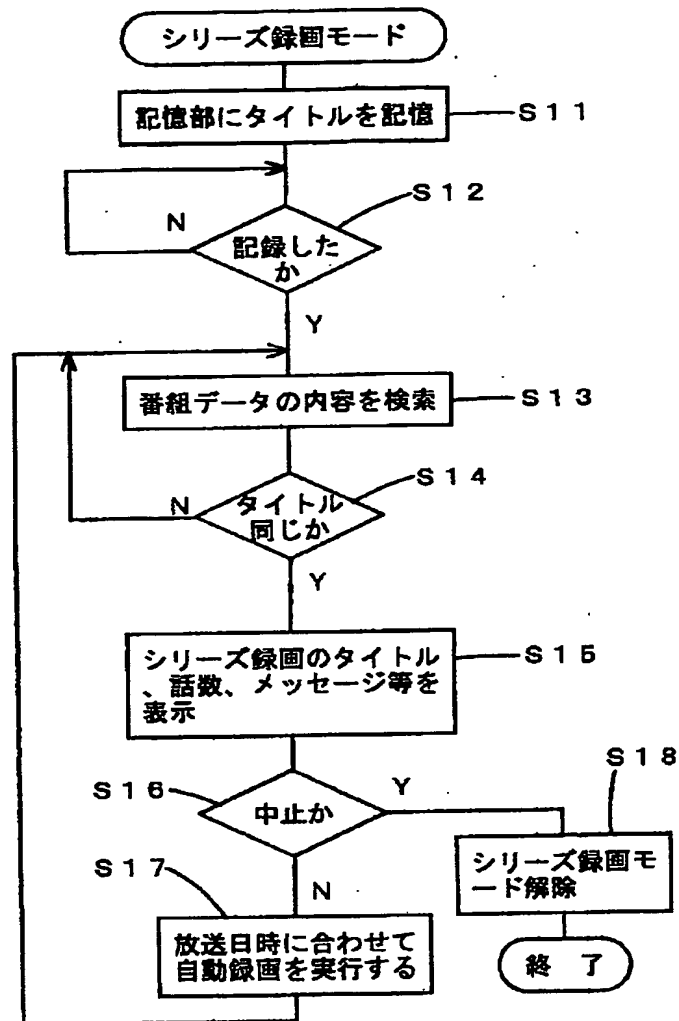 シリーズ録画モード
記憶部にタイトルを記憶
S11
S12
N
記録した
か
Y
番組データの内容を検索
S13
S14
N
タイトル
同じか
Y
シリーズ録画のタイトル
、話数、メッセージ等を
表示
S15
S16
中止か
Y
S18
シリーズ録画モ
ード解除
S17
N
放送日時に合わせて
自動録画を実行する
終 了